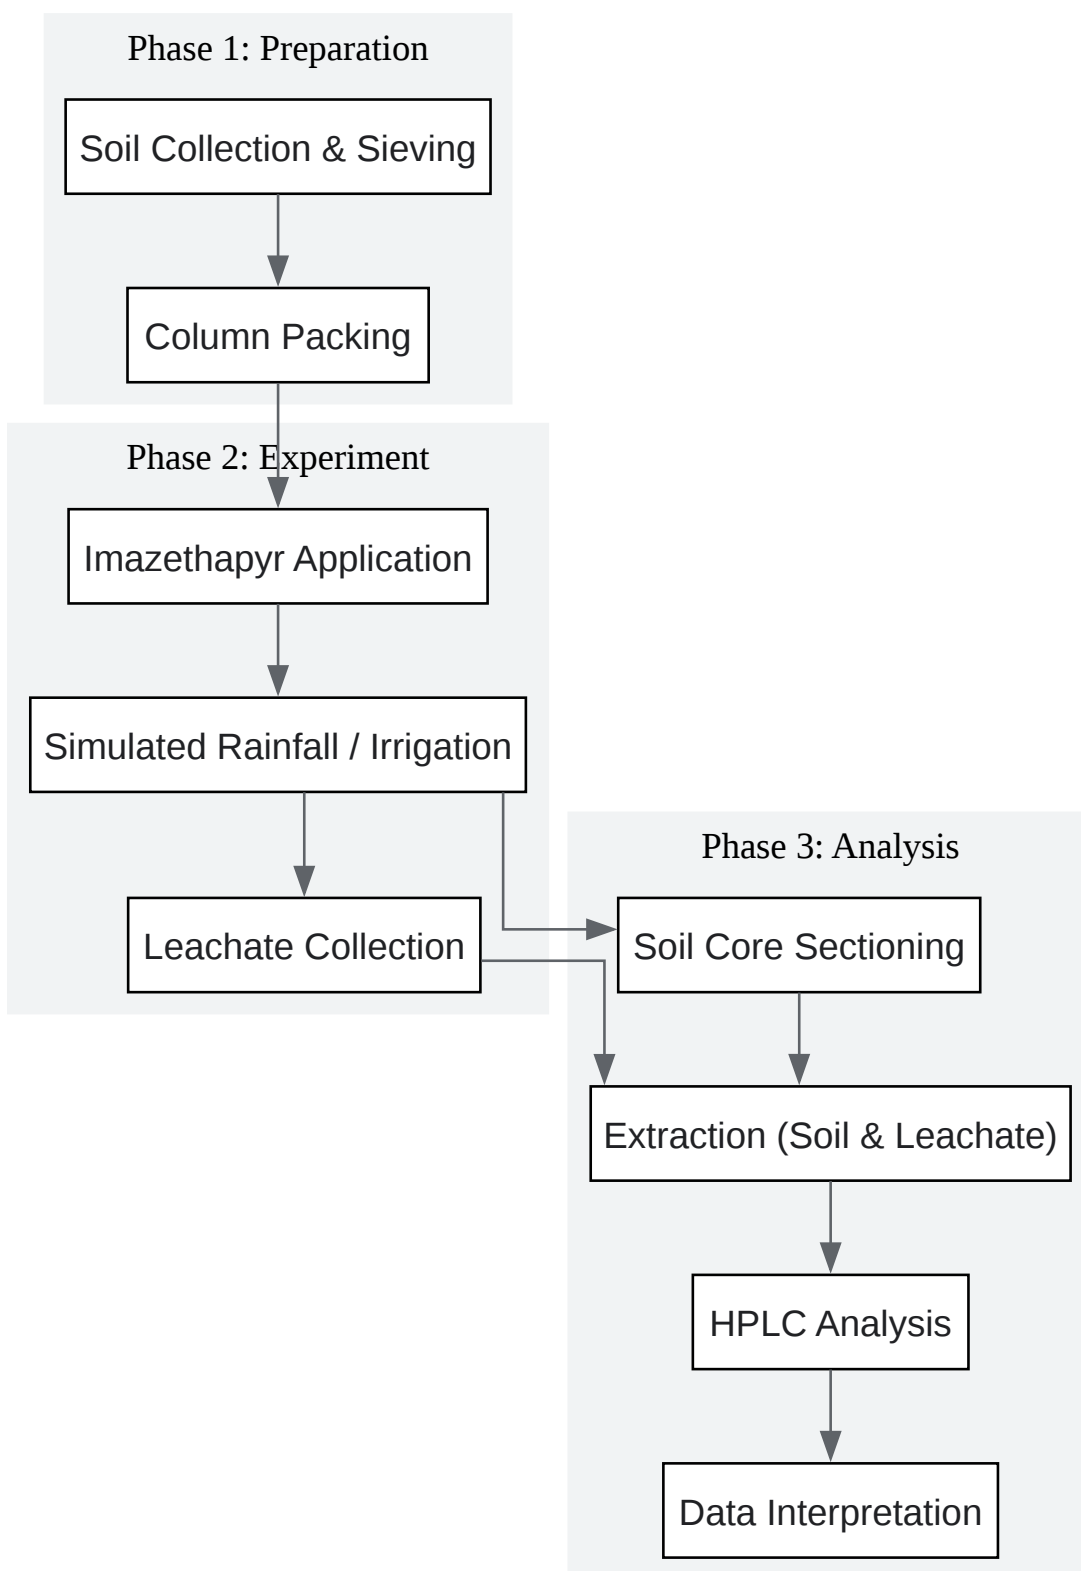 Phase 1: Preparation
Soil Collection & Sieving
Column Packing
Phase 2: Experiment
Imazethapyr Application
Simulated Rainfall / Irrigation
Leachate Collection
Phase 3: Analysis
Soil Core Sectioning
Extraction (Soil & Leachate)
HPLC Analysis
Data Interpretation